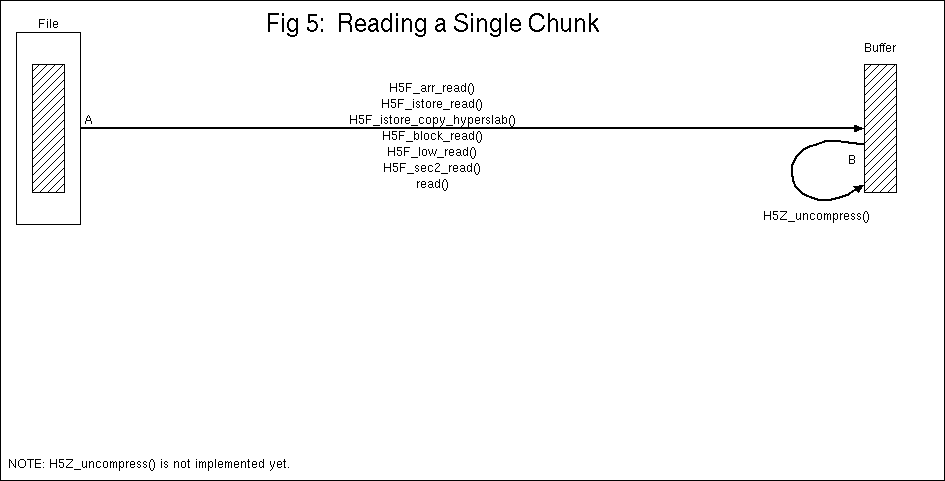 Fig 5:  Reading a Single Chunk
File
Buffer
H5F_arr_read()
H5F_istore_read()
A
H5F_istore_copy_hyperslab()
H5F_block_read()
H5F_low_read()
B
H5F_sec2_read()
read()
H5Z_uncompress()
NOTE: H5Z_uncompress() is not implemented yet.